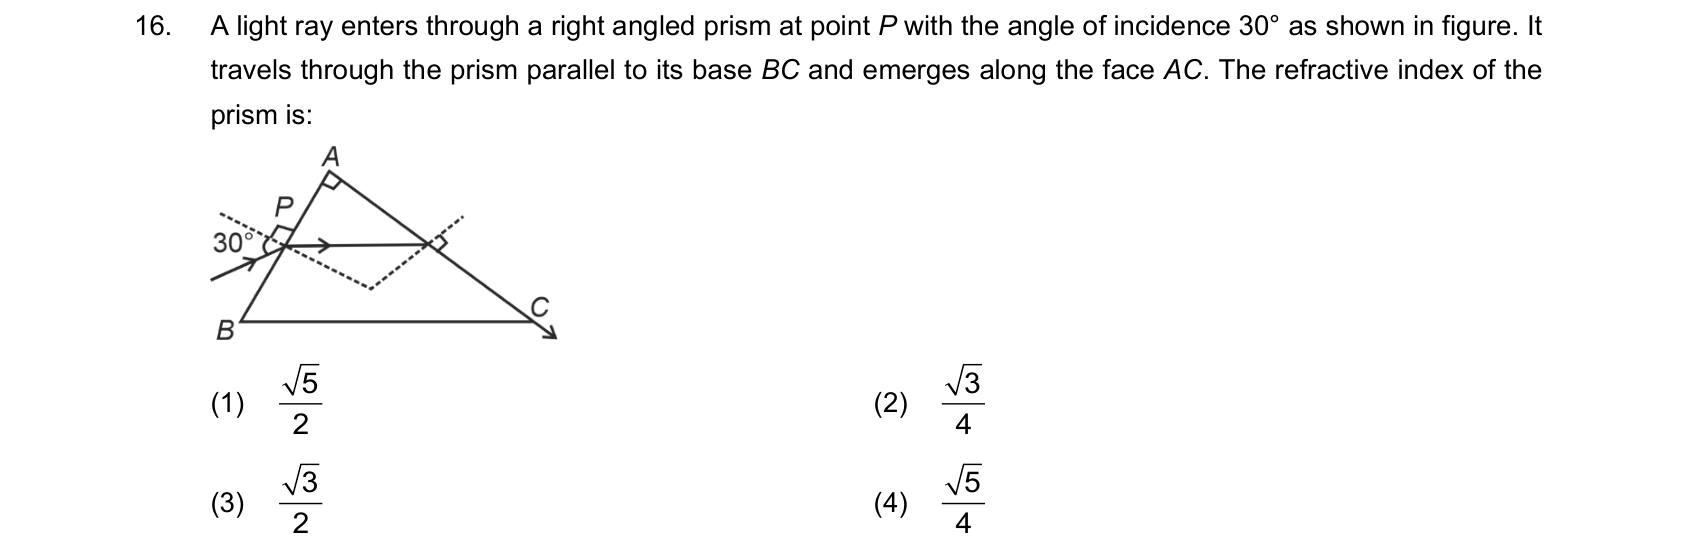 16. A light ray enters through a right angled prism at point P with the angle of incidence 30° as shown in figure. It
travels through the prism parallel to its base BC and emerges along the face AC. The refractive index of the
prism is:
A
P
30°
C
B
(1) √5/2
(2) √3/4
(3) √3/2
(4) √5/4